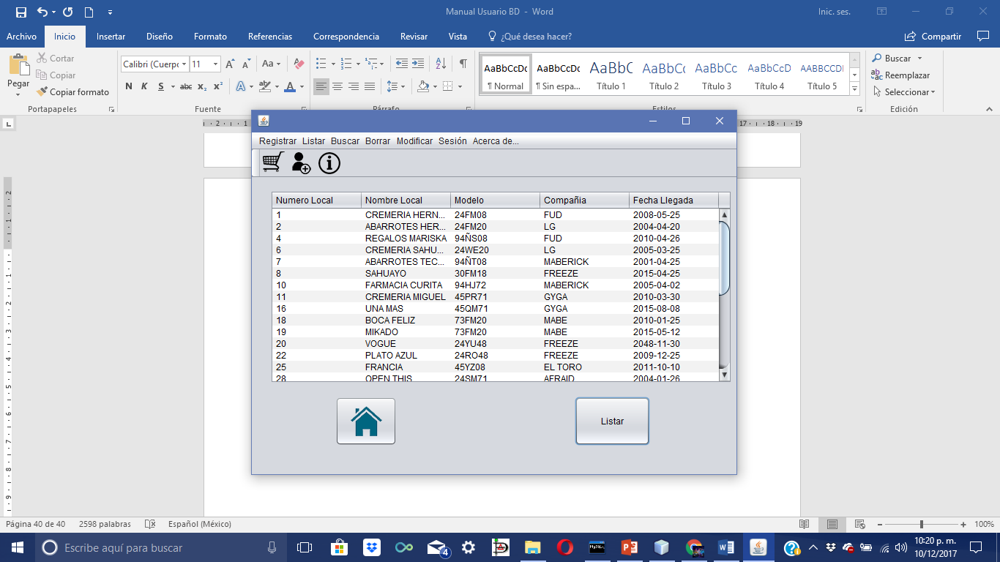 Manual Usuario BD - Word
Inic. ses.
Archivo Inicio Insertar Diseño Formato Referencias Correspondencia Revisar Vista ¿Qué desea hacer? Compartir
Pegar
Cortar
Copiar
Copiar formato
Portapapeles
Calibri (Cuerpo 11
N K S abc x₂ x²
Fuente
Párrafo
AaBbCcDc AaBbCcDc AaBbC AaBbCc AaBbCc AaBbCcD AABBCCDI
¶ Normal ¶ Sin espa... Título 1 Título 2 Título 3 Título 4 Título 5
Estilos
Buscar
Reemplazar
Seleccionar
Edición
2 1 17 18 19
Registrar Listar Buscar Borrar Modificar Sesión Acerca de...
Numero Local Nombre Local Modelo Compañia Fecha Llegada
1 CREMERIA HERN... 24FM08 FUD 2008-05-25
2 ABARROTES HER... 24FM20 LG 2004-04-20
4 REGALOS MARISKA 94ÑS08 FUD 2010-04-26
6 CREMERIA SAHU... 24WE20 LG 2005-03-25
7 ABARROTES TEC... 94ÑT08 MABERICK 2001-04-25
8 SAHUAYO 30FM18 FREEZE 2015-04-25
10 FARMACIA CURITA 94HJ72 MABERICK 2005-04-02
11 CREMERIA MIGUEL 45PR71 GYGA 2010-03-30
16 UNA MAS 45QM71 GYGA 2015-08-08
18 BOCA FELIZ 73FM20 MABE 2010-01-25
19 MIKADO 73FM20 MABE 2015-05-12
20 VOGUE 24YU48 FREEZE 2048-11-30
22 PLATO AZUL 24RO48 FREEZE 2009-12-25
25 FRANCIA 45YZ08 EL TORO 2011-10-10
28 OPEN THIS 24SM71 AFRAID 2004-01-26
Listar
Página 40 de 40 2598 palabras Español (México) 100%
Escribe aquí para buscar
4
10:20 p. m.
10/12/2017